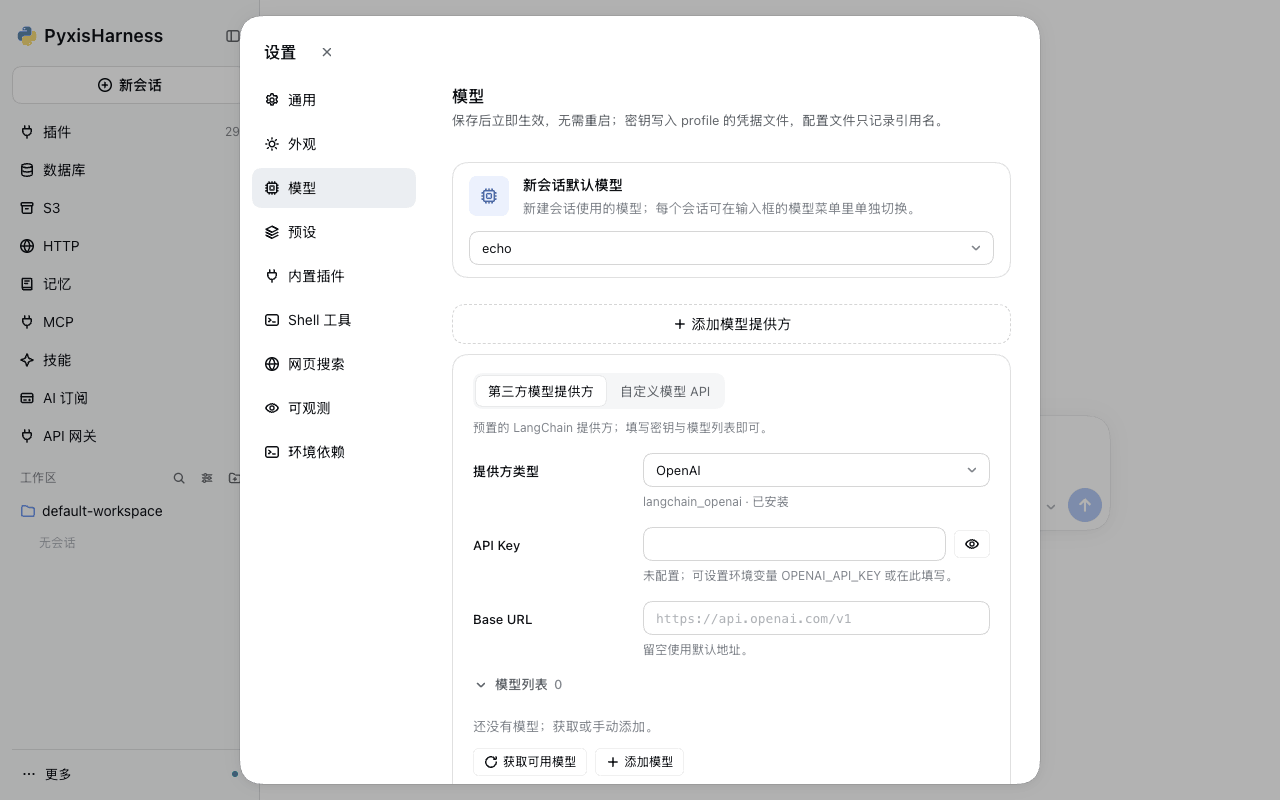 PyxisHarness
新会话
插件 29
数据库
S3
HTTP
记忆
MCP
技能
AI 订阅
API 网关
工作区
default-workspace
无会话
更多
设置
通用
外观
模型
预设
内置插件
Shell 工具
网页搜索
可观测
环境依赖
模型
保存后立即生效，无需重启；密钥写入 profile 的凭据文件，配置文件只记录引用名。
新会话默认模型
新建会话使用的模型；每个会话可在输入框的模型菜单里单独切换。
echo
添加模型提供方
第三方模型提供方 自定义模型 API
预置的 LangChain 提供方；填写密钥与模型列表即可。
提供方类型 OpenAI
langchain_openai · 已安装
API Key
未配置；可设置环境变量 OPENAI_API_KEY 或在此填写。
Base URL https://api.openai.com/v1
留空使用默认地址。
模型列表 0
还没有模型；获取或手动添加。
获取可用模型 添加模型